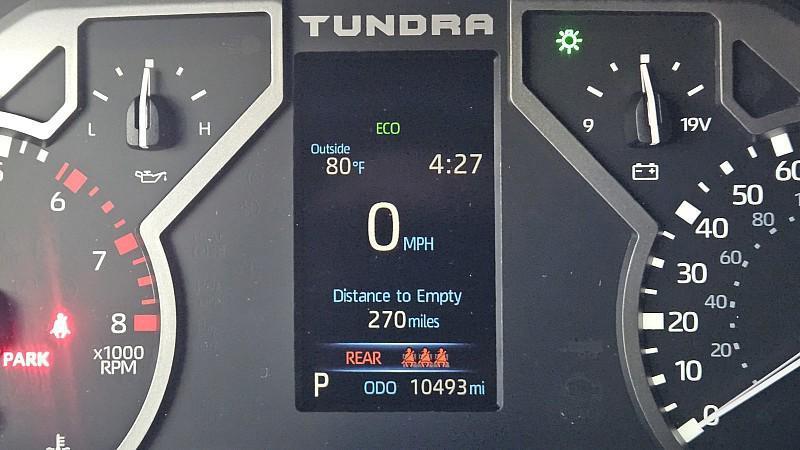 TUNDRA
ECO
Outside
80°F 4:27
0 MPH
Distance to Empty
270 miles
REAR
P ODO 10493 mi
L H
6
7
8
x1000
RPM
PARK
9 19V
60
50
40
30
20
10
0
80
60
40
20